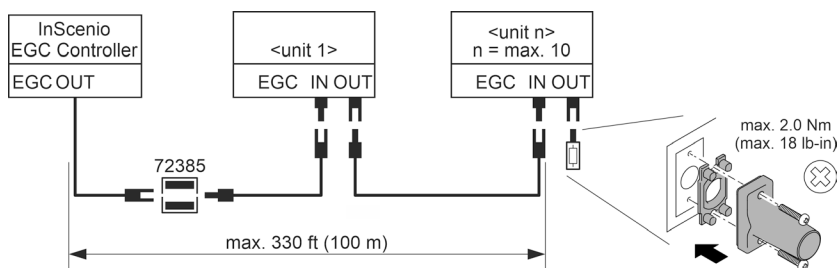 InScenio
EGC Controller
EGC OUT
<unit 1>
EGC IN OUT
<unit n>
n = max. 10
EGC IN OUT
72385
max. 330 ft (100 m)
max. 2.0 Nm
(max. 18 lb-in)